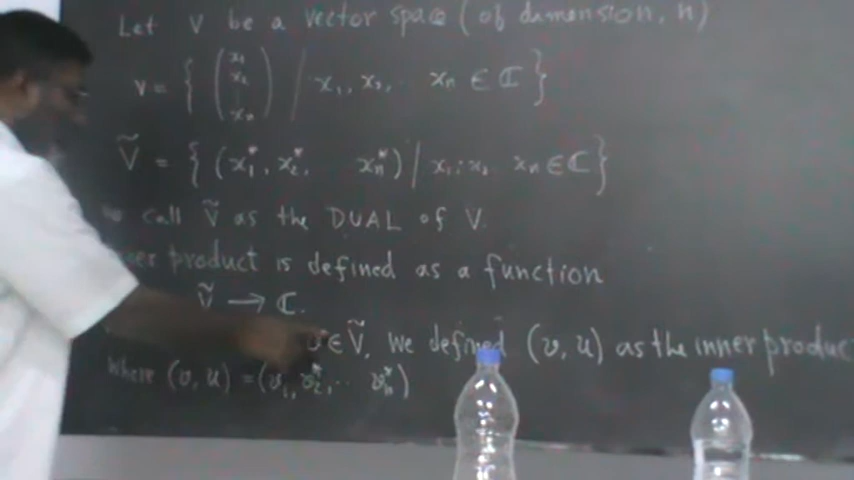 Let V be a vector space (of dimension, n)
V = { ( x₁ x₂ ⋮ xₙ ) / x₁, x₂, .. xₙ ∈ ℂ }
Ṽ = { (x₁*, x₂*, xₙ*) | x₁, x₂ xₙ ∈ ℂ }
call Ṽ as the DUAL of V.
product is defined as a function
Ṽ → ℂ.
∈ Ṽ, We defined (v, u) as the inner produc
Where (v, u) = (v₁, v₂*, .. vₙ*)